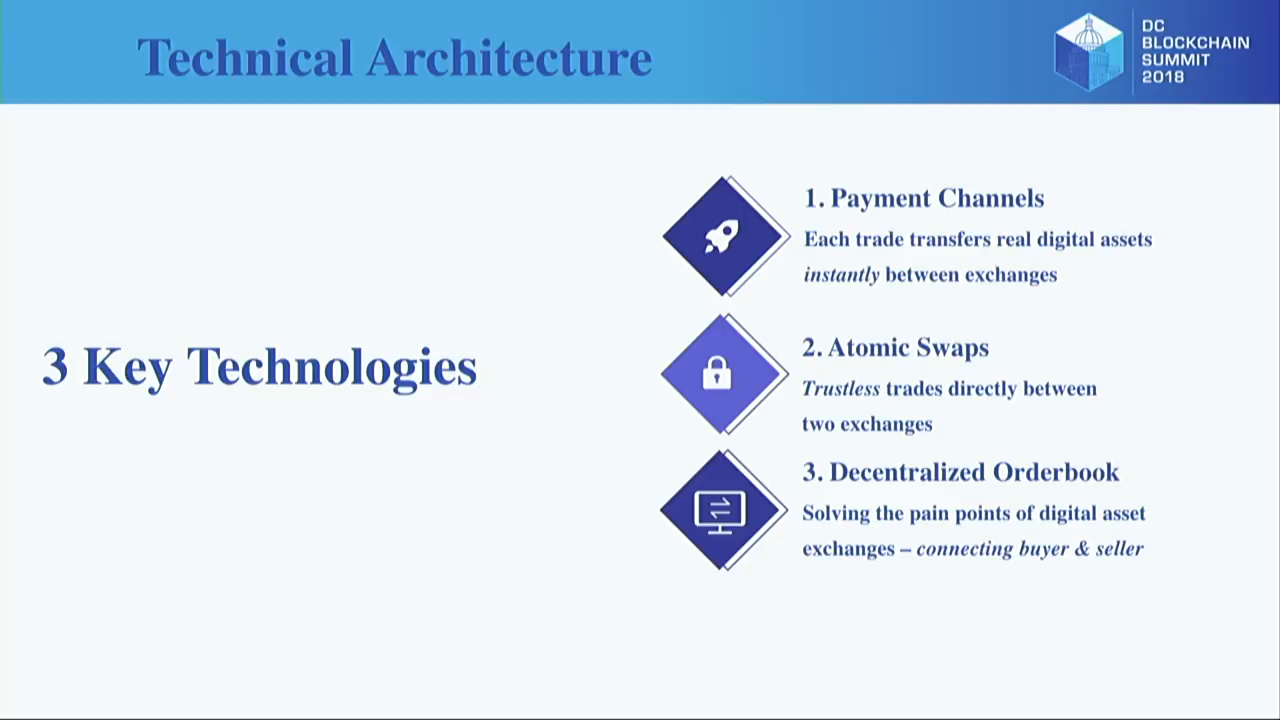 Technical Architecture
DC
BLOCKCHAIN
SUMMIT
2018
3 Key Technologies
1. Payment Channels
Each trade transfers real digital assets
instantly between exchanges
2. Atomic Swaps
Trustless trades directly between
two exchanges
3. Decentralized Orderbook
Solving the pain points of digital asset
exchanges – connecting buyer & seller